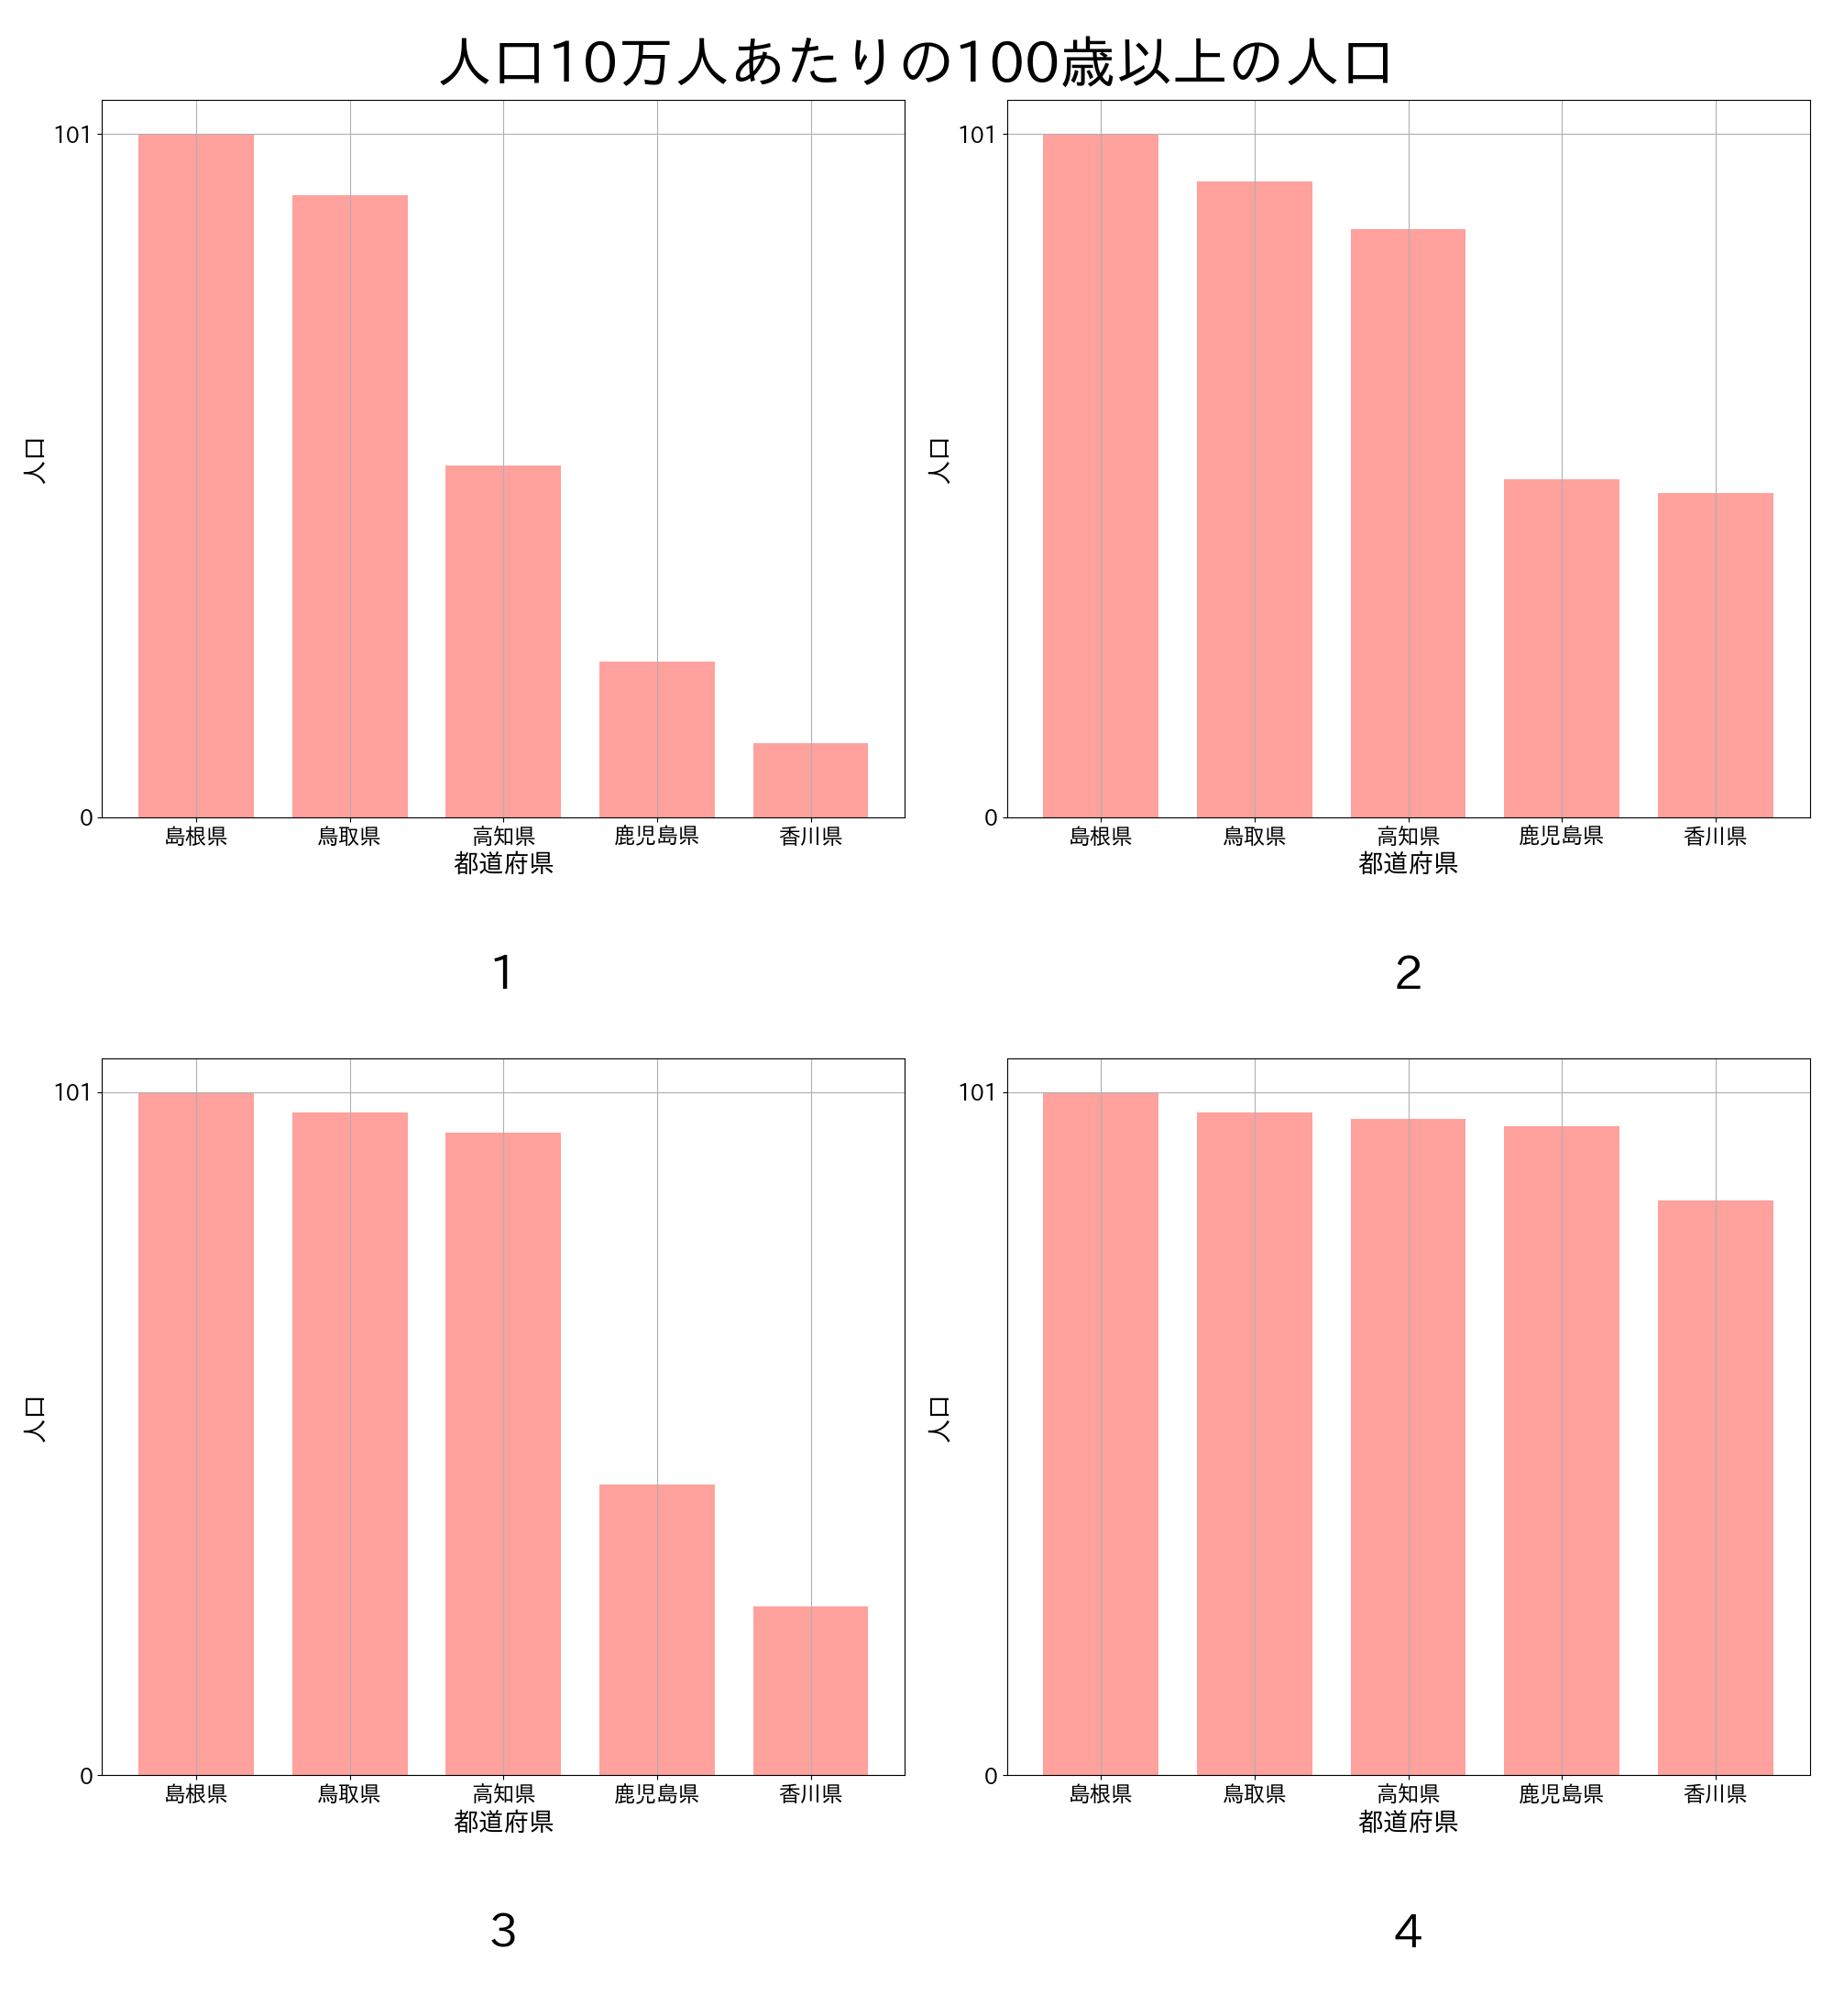 人口10万人あたりの100歳以上の人口
101
0
人口
島根県 鳥取県 高知県 鹿児島県 香川県
都道府県
1
101
0
人口
島根県 鳥取県 高知県 鹿児島県 香川県
都道府県
2
101
0
人口
島根県 鳥取県 高知県 鹿児島県 香川県
都道府県
3
101
0
人口
島根県 鳥取県 高知県 鹿児島県 香川県
都道府県
4